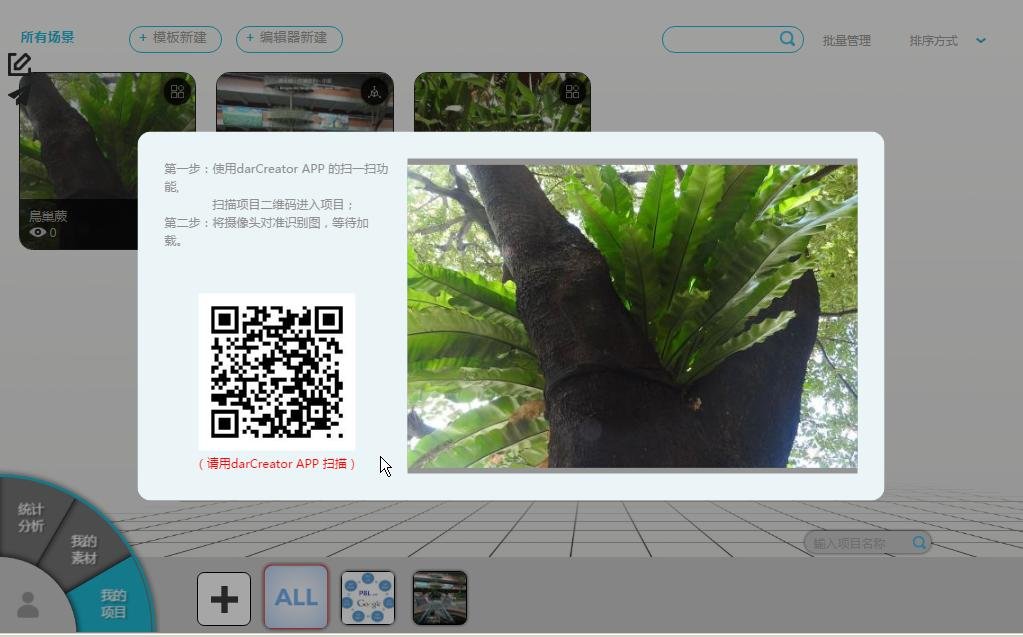 所有场景
+ 模板新建
+ 编辑器新建
批量管理
排序方式
鳥巢蕨
0
第一步：使用darCreator APP 的扫一扫功
能,
扫描项目二维码进入项目；
第二步：将摄像头对准识别图，等待加
载。
（请用darCreator APP 扫描）
统计
分析
我的
素材
我的
项目
输入项目名称
ALL
PBL
Google